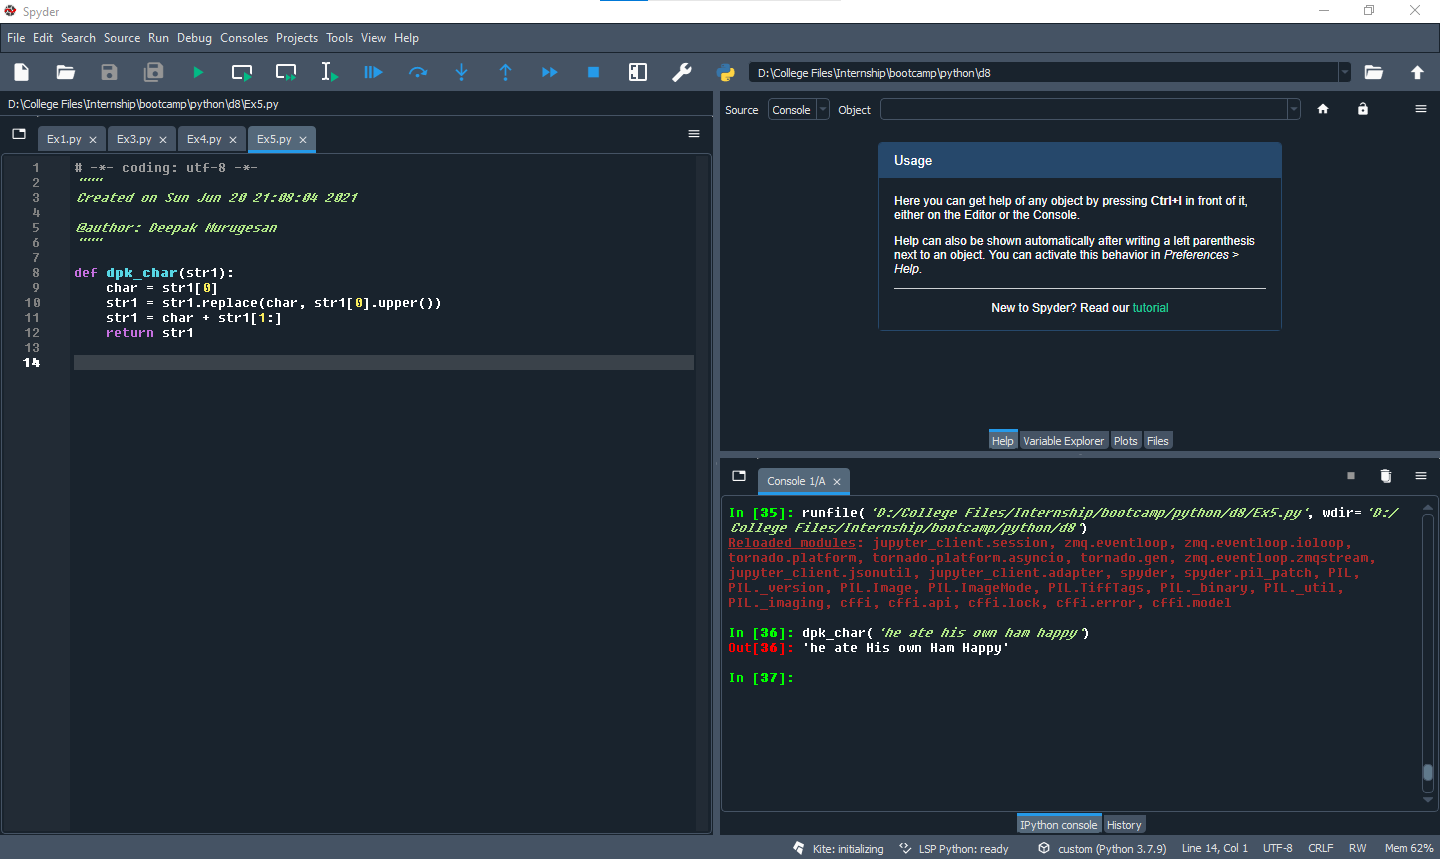 Spyder
File Edit Search Source Run Debug Consoles Projects Tools View Help
D:\College Files\Internship\bootcamp\python\d8
D:\College Files\Internship\bootcamp\python\d8\Ex5.py
Ex1.py Ex3.py Ex4.py Ex5.py
1 # -*- coding: utf-8 -*-
2 """
3 Created on Sun Jun 20 21:08:04 2021
4
5 @author: Deepak Murugesan
6 """
7
8 def dpk_char(str1):
9 char = str1[0]
10 str1 = str1.replace(char, str1[0].upper())
11 str1 = char + str1[1:]
12 return str1
13
14
Source Console Object
Usage
Here you can get help of any object by pressing Ctrl+I in front of it,
either on the Editor or the Console.
Help can also be shown automatically after writing a left parenthesis
next to an object. You can activate this behavior in Preferences >
Help.
New to Spyder? Read our tutorial
Help Variable Explorer Plots Files
Console 1/A
In [35]: runfile('D:/College Files/Internship/bootcamp/python/d8/Ex5.py', wdir='D:/
College Files/Internship/bootcamp/python/d8')
Reloaded modules: jupyter_client.session, zmq.eventloop, zmq.eventloop.ioloop,
tornado.platform, tornado.platform.asyncio, tornado.gen, zmq.eventloop.zmqstream,
jupyter_client.jsonutil, jupyter_client.adapter, spyder, spyder.pil_patch, PIL,
PIL._version, PIL.Image, PIL.ImageMode, PIL.TiffTags, PIL._binary, PIL._util,
PIL._imaging, cffi, cffi.api, cffi.lock, cffi.error, cffi.model
In [36]: dpk_char('he ate his own ham happy')
Out[36]: 'he ate His own Ham Happy'
In [37]:
IPython console History
Kite: initializing LSP Python: ready custom (Python 3.7.9) Line 14, Col 1 UTF-8 CRLF RW Mem 62%